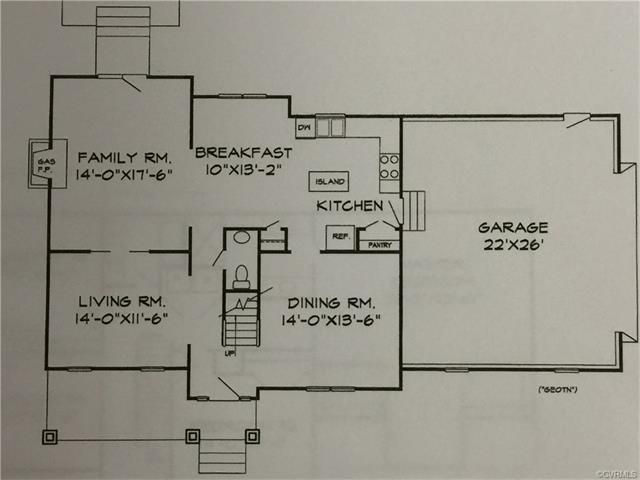 FAMILY RM.
14'-0"X17'-6"
GAS
F.P.
BREAKFAST
10"X13'-2"
DW
ISLAND
KITCHEN
REF.
PANTRY
GARAGE
22'X26'
LIVING RM.
14'-0"X11'-6"
DINING RM.
14'-0"X13'-6"
UP
("GEOTN")
© CVRMLS